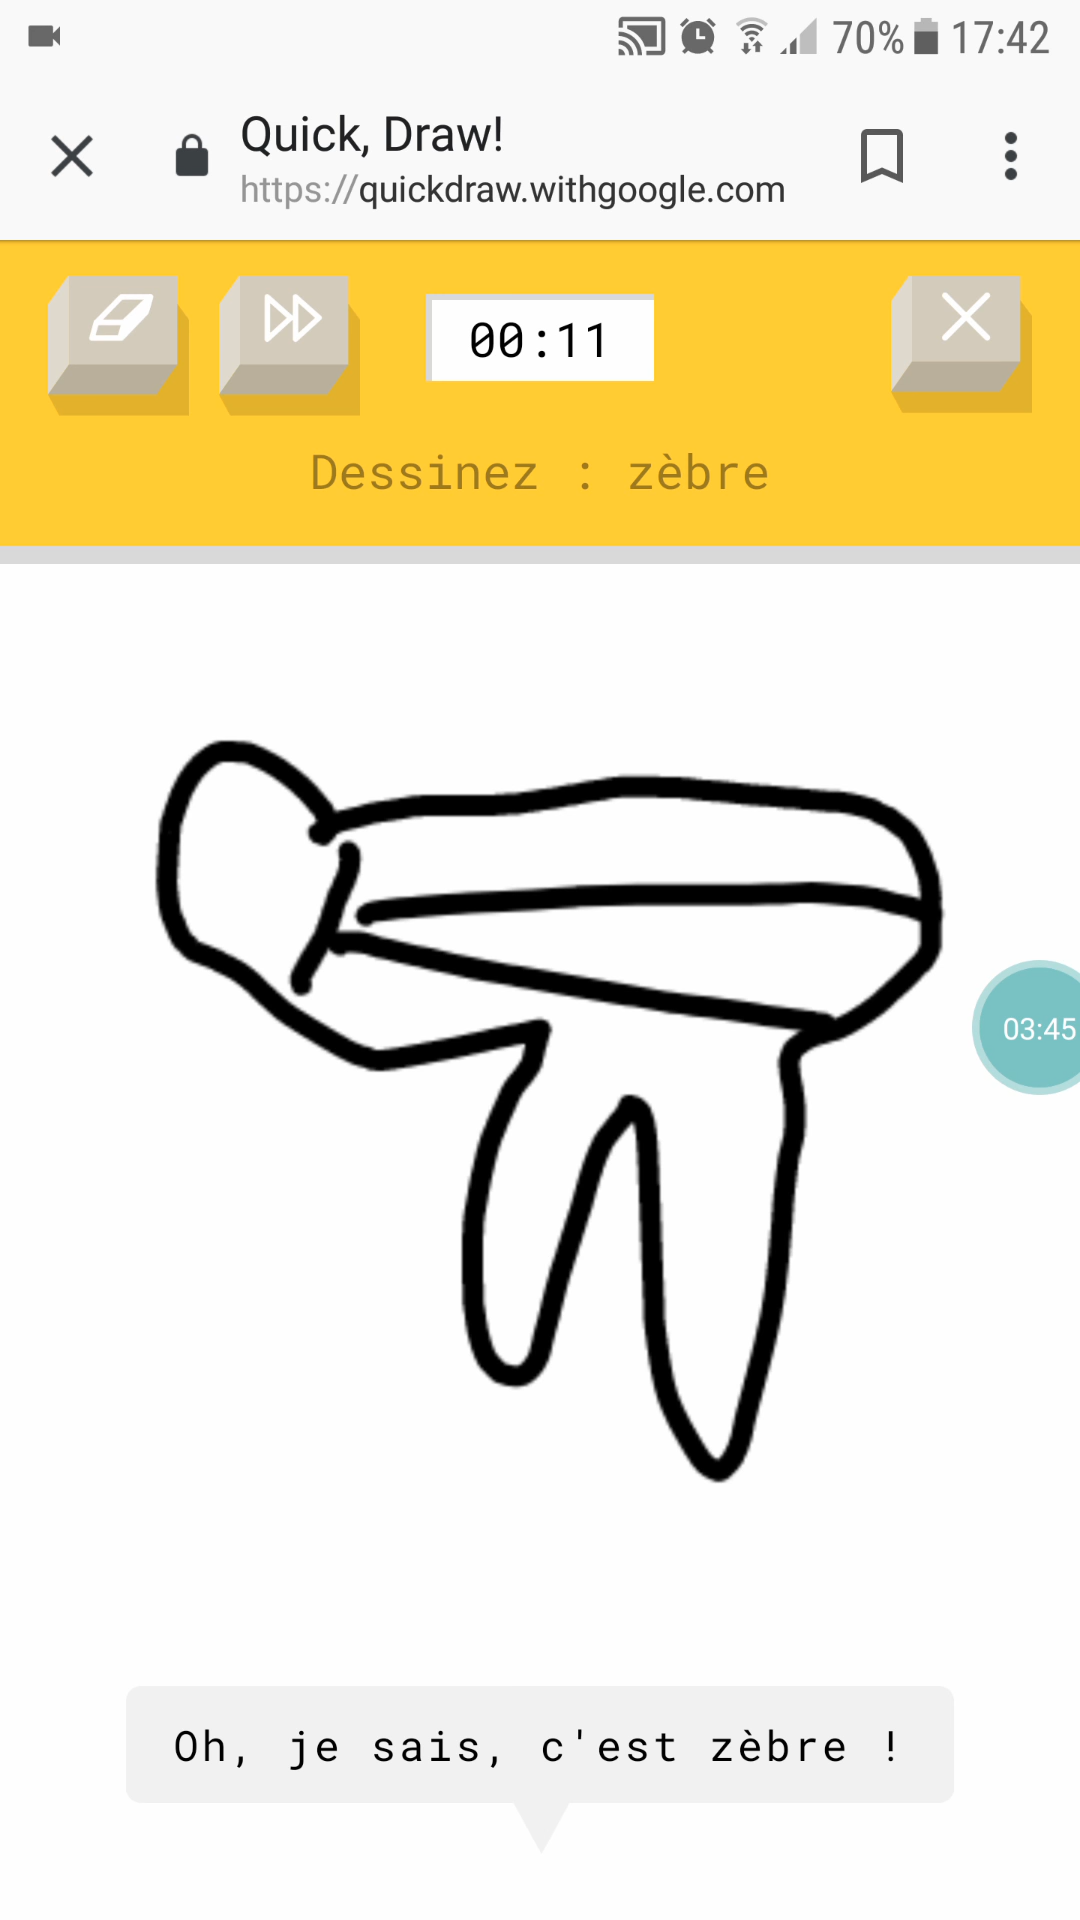 70% 17:42
Quick, Draw!
https://quickdraw.withgoogle.com
00:11
Dessinez : zèbre
03:45
Oh, je sais, c'est zèbre !